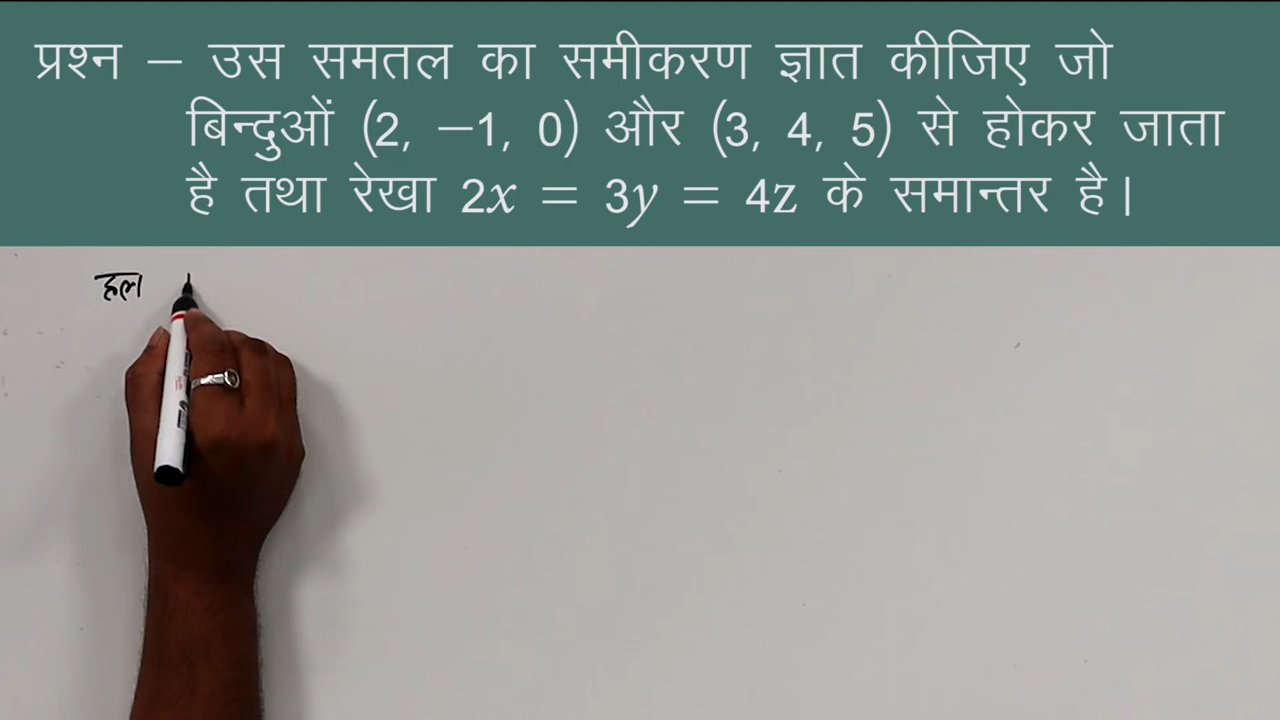 प्रश्न – उस समतल का समीकरण ज्ञात कीजिए जो
बिन्दुओं (2, –1, 0) और (3, 4, 5) से होकर जाता
है तथा रेखा 2x = 3y = 4z के समान्तर है।
हल